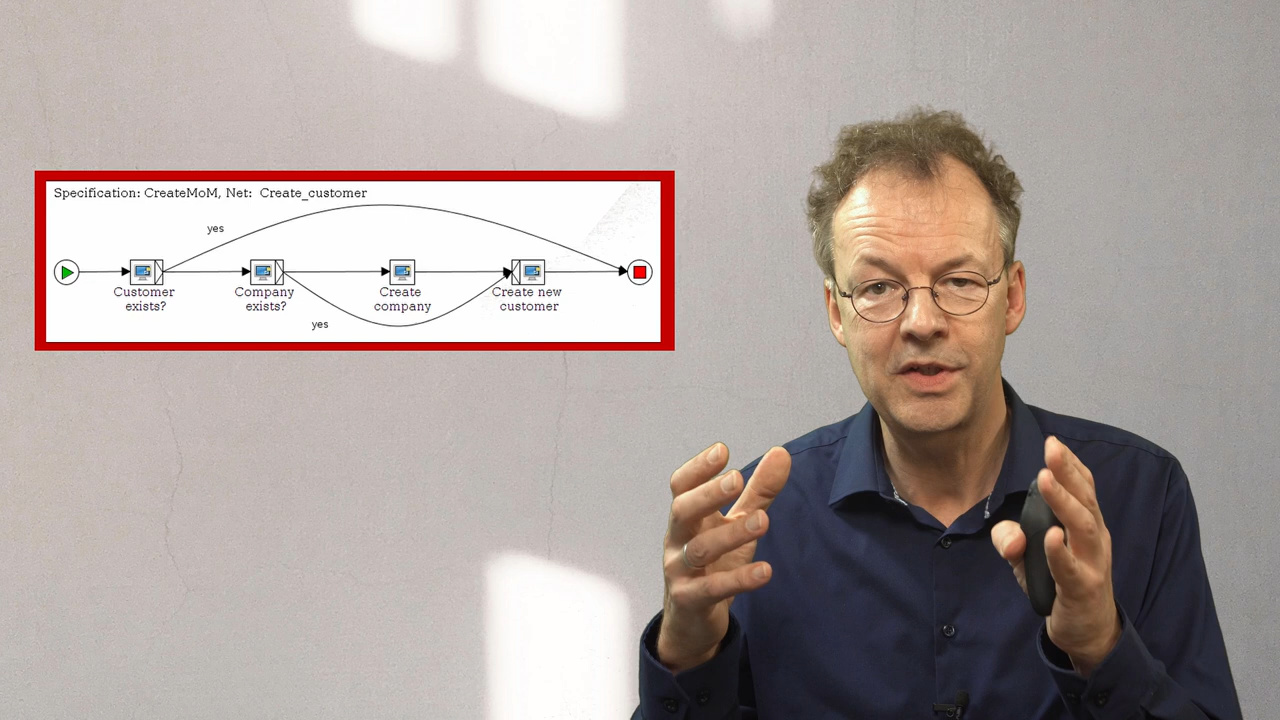 Specification: CreateMoM, Net: Create_customer
yes
Customer
exists?
Company
exists?
Create
company
Create new
customer
yes